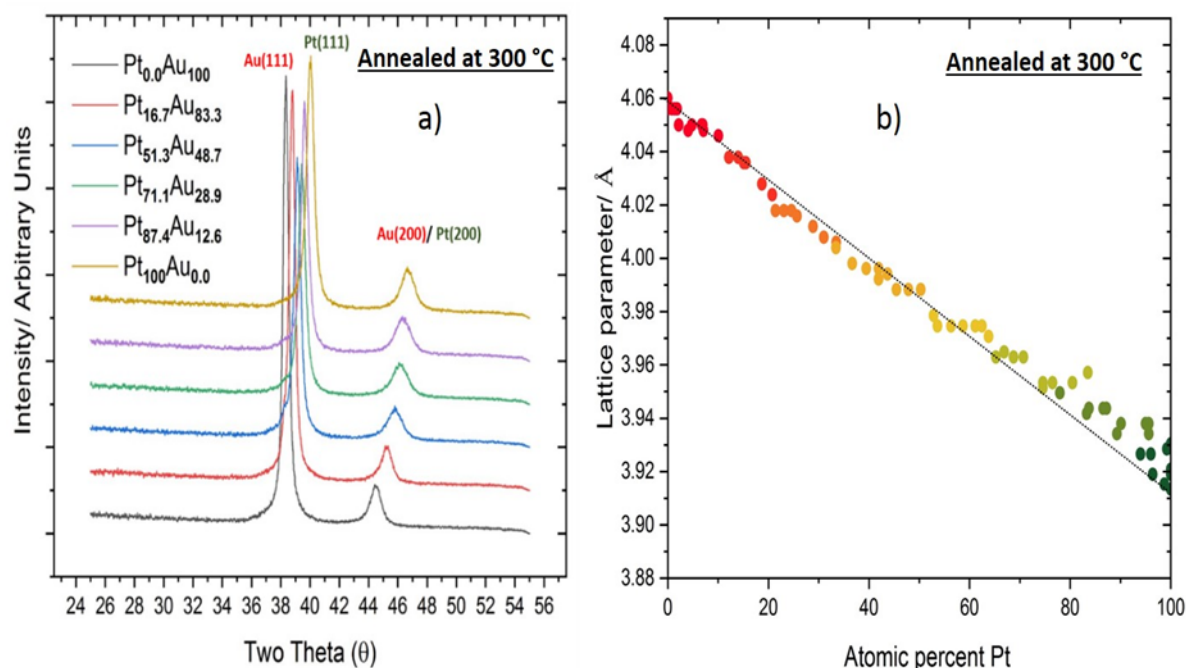 Pt(111)
Au(111)
Annealed at 300 °C
a)
Pt0.0Au100
Pt16.7Au83.3
Pt51.3Au48.7
Pt71.1Au28.9
Pt87.4Au12.6
Pt100Au0.0
Au(200)/ Pt(200)
Intensity/ Arbitrary Units
24 26 28 30 32 34 36 38 40 42 44 46 48 50 52 54 56
Two Theta (θ)
Annealed at 300 °C
b)
4.10
4.08
4.06
4.04
4.02
4.00
3.98
3.96
3.94
3.92
3.90
3.88
Lattice parameter/ Å
0 20 40 60 80 100
Atomic percent Pt